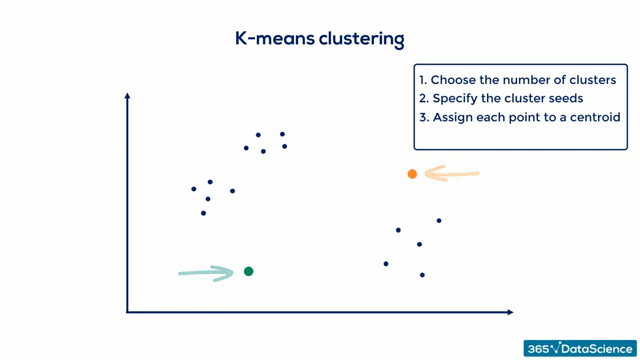 K-means clustering
1. Choose the number of clusters
2. Specify the cluster seeds
3. Assign each point to a centroid
365 DataScience